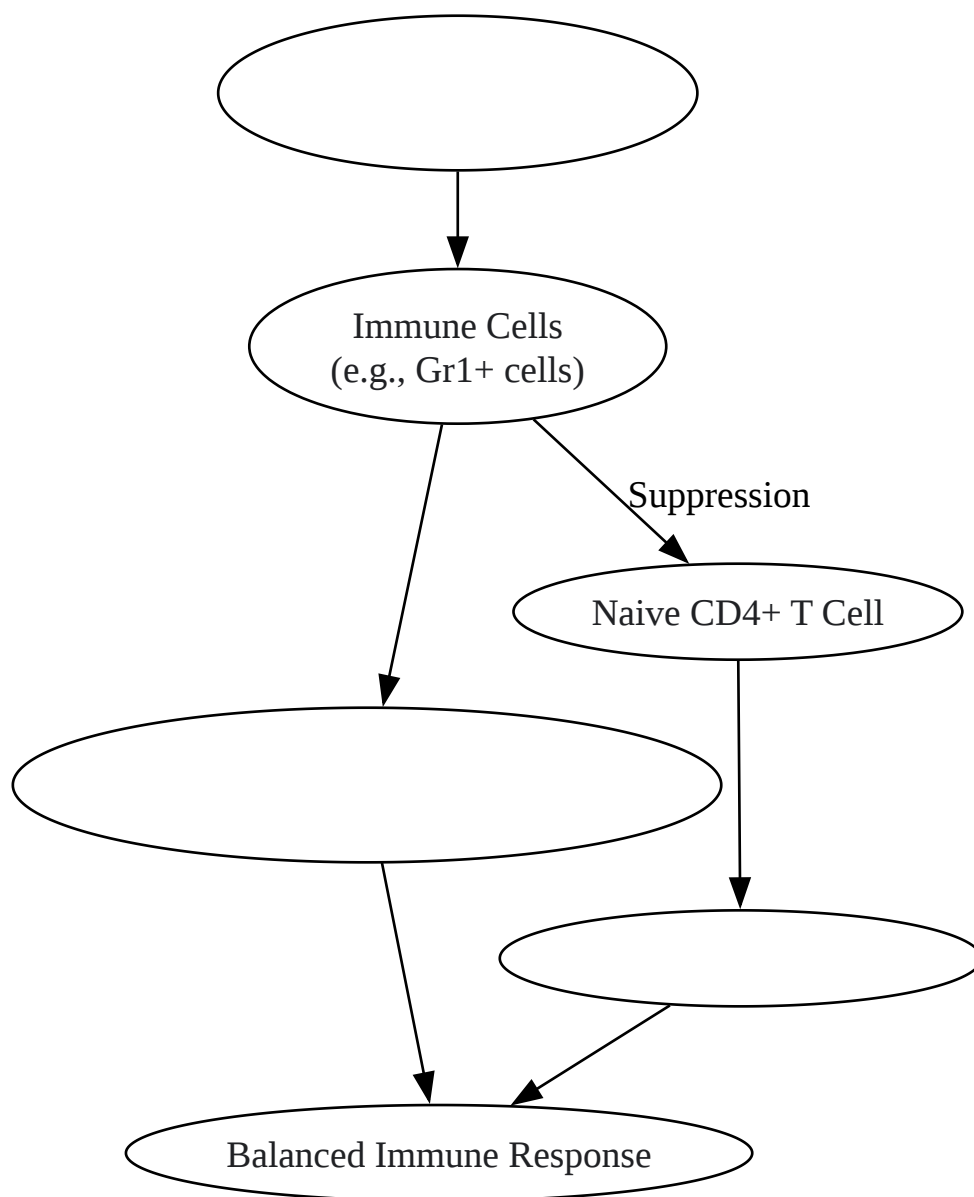 Immune Cells
(e.g., Gr1+ cells)
Suppression
Naive CD4+ T Cell
Balanced Immune Response